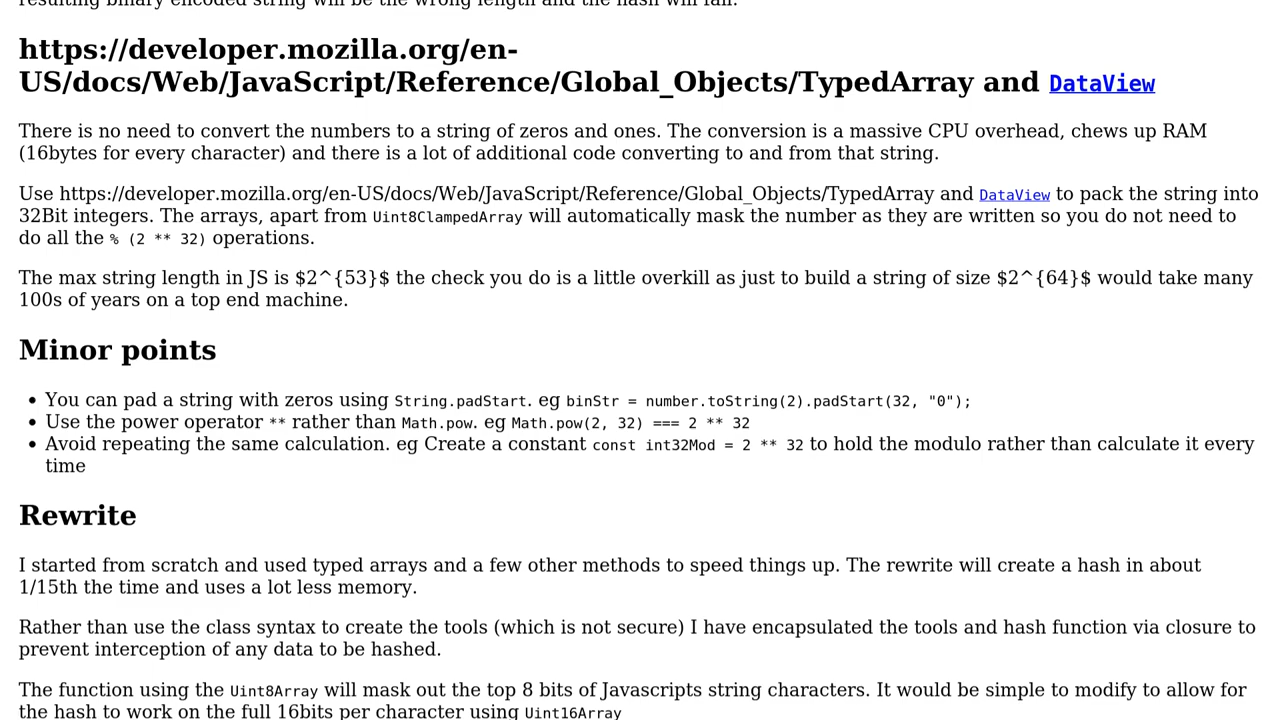 resulting binary encoded string will be the wrong length and the hash will fail.
https://developer.mozilla.org/en-
US/docs/Web/JavaScript/Reference/Global_Objects/TypedArray and DataView
There is no need to convert the numbers to a string of zeros and ones. The conversion is a massive CPU overhead, chews up RAM
(16bytes for every character) and there is a lot of additional code converting to and from that string.
Use https://developer.mozilla.org/en-US/docs/Web/JavaScript/Reference/Global_Objects/TypedArray and DataView to pack the string into
32Bit integers. The arrays, apart from Uint8ClampedArray will automatically mask the number as they are written so you do not need to
do all the % (2 ** 32) operations.
The max string length in JS is $2^{53}$ the check you do is a little overkill as just to build a string of size $2^{64}$ would take many
100s of years on a top end machine.
Minor points
• You can pad a string with zeros using String.padStart. eg binStr = number.toString(2).padStart(32, "0");
• Use the power operator ** rather than Math.pow. eg Math.pow(2, 32) === 2 ** 32
• Avoid repeating the same calculation. eg Create a constant const int32Mod = 2 ** 32 to hold the modulo rather than calculate it every
time
Rewrite
I started from scratch and used typed arrays and a few other methods to speed things up. The rewrite will create a hash in about
1/15th the time and uses a lot less memory.
Rather than use the class syntax to create the tools (which is not secure) I have encapsulated the tools and hash function via closure to
prevent interception of any data to be hashed.
The function using the Uint8Array will mask out the top 8 bits of Javascripts string characters. It would be simple to modify to allow for
the hash to work on the full 16bits per character using Uint16Array